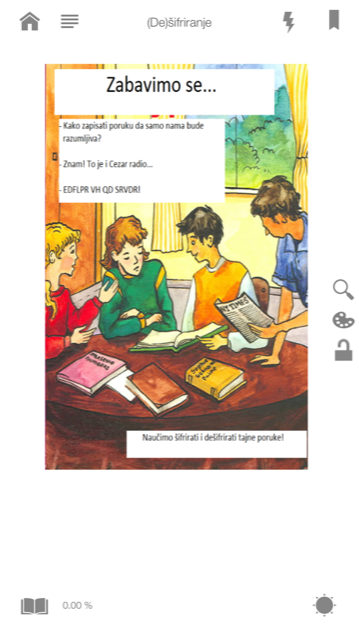 (De)šifriranje
Zabavimo se...
- Kako zapisati poruku da samo nama bude
razumljiva?
- Znam! To je i Cezar radio...
- EDFLPR VH QD SRVDR!
TIMES
Naučimo šifrirati i dešifrirati tajne poruke!
0.00 %